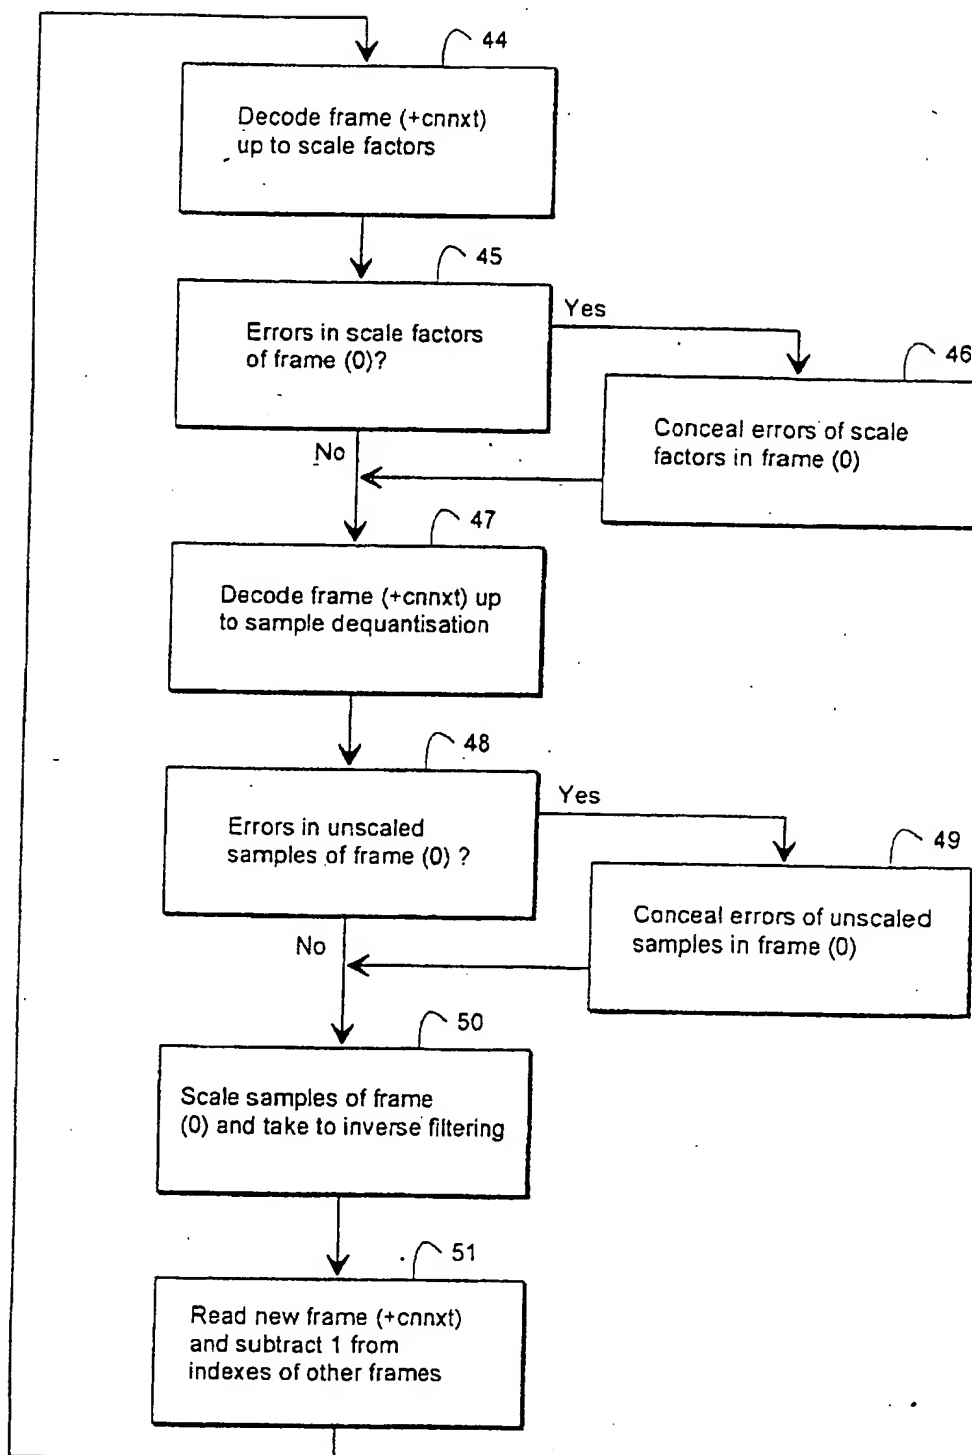 44
Decode frame (+cnnxt)
up to scale factors
45
Errors in scale factors
of frame (0)?
Yes
46
Conceal errors of scale
factors in frame (0)
No
47
Decode frame (+cnnxt) up
to sample dequantisation
48
Errors in unscaled
samples of frame (0) ?
Yes
49
Conceal errors of unscaled
samples in frame (0)
No
50
Scale samples of frame
(0) and take to inverse filtering
51
Read new frame (+cnnxt)
and subtract 1 from
indexes of other frames